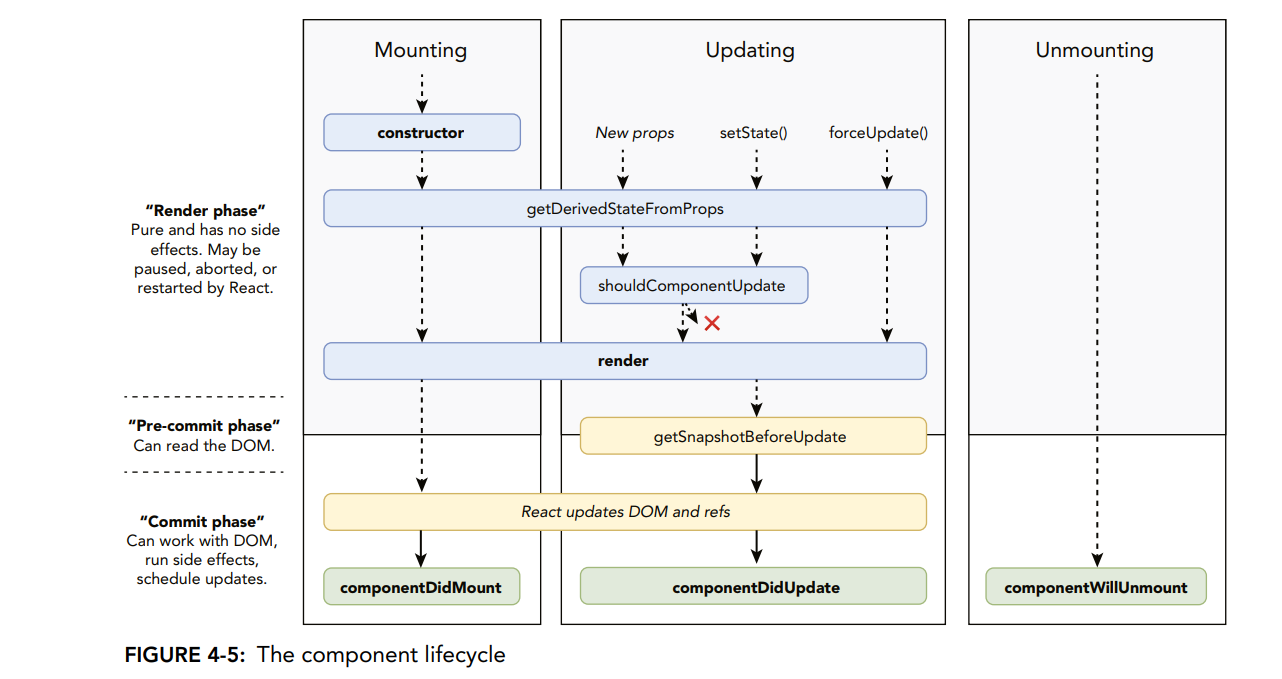 Mounting
Updating
Unmounting
constructor
New props
setState()
forceUpdate()
getDerivedStateFromProps
“Render phase”
Pure and has no side
effects. May be
paused, aborted, or
restarted by React.
shouldComponentUpdate
render
“Pre-commit phase”
Can read the DOM.
getSnapshotBeforeUpdate
React updates DOM and refs
“Commit phase”
Can work with DOM,
run side effects,
schedule updates.
componentDidMount
componentDidUpdate
componentWillUnmount
FIGURE 4-5: The component lifecycle